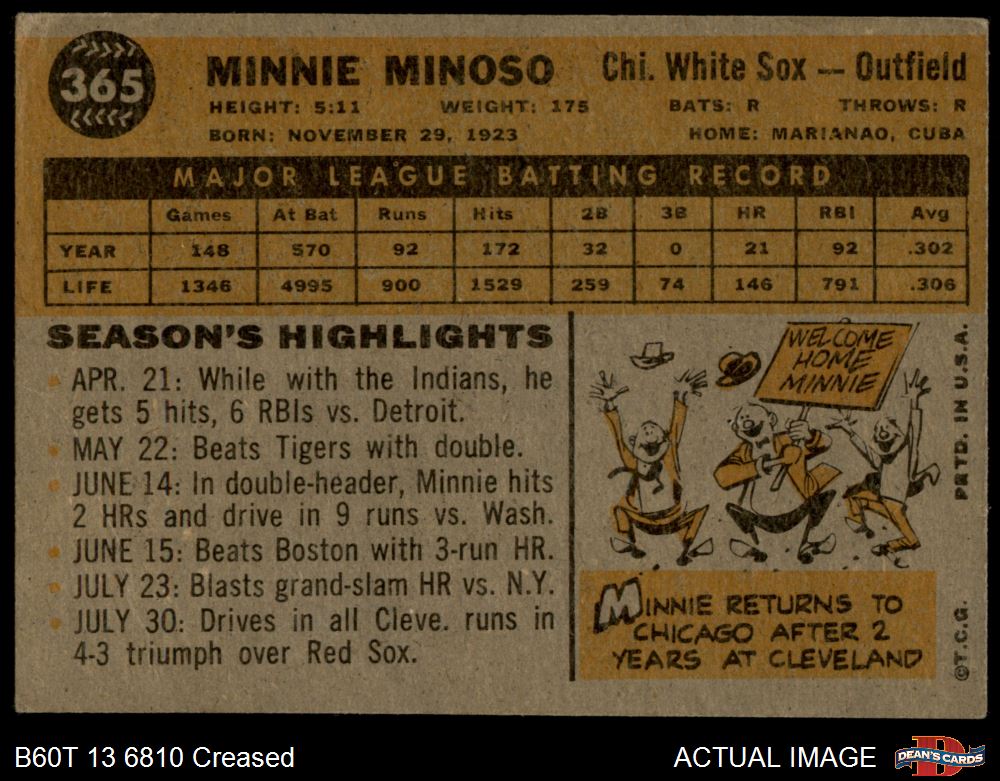 365
MINNIE MINOSO
Chi. White Sox — Outfield
HEIGHT: 5:11 WEIGHT: 175 BATS: R THROWS: R
BORN: NOVEMBER 29, 1923 HOME: MARIANAO, CUBA
MAJOR LEAGUE BATTING RECORD
Games At Bat Runs Hits 2B 3B HR RBI Avg
YEAR 148 570 92 172 32 0 21 92 .302
LIFE 1346 4995 900 1529 259 74 146 791 .306
SEASON'S HIGHLIGHTS
APR. 21: While with the Indians, he
gets 5 hits, 6 RBIs vs. Detroit.
MAY 22: Beats Tigers with double.
JUNE 14: In double-header, Minnie hits
2 HRs and drive in 9 runs vs. Wash.
JUNE 15: Beats Boston with 3-run HR.
JULY 23: Blasts grand-slam HR vs. N.Y.
JULY 30: Drives in all Cleve. runs in
4-3 triumph over Red Sox.
WELCOME
HOME
MINNIE
MINNIE RETURNS TO
CHICAGO AFTER 2
YEARS AT CLEVELAND
©T.C.G. PRTD. IN U.S.A.
B60T 13 6810 Creased
ACTUAL IMAGE
D
DEAN'S CARDS